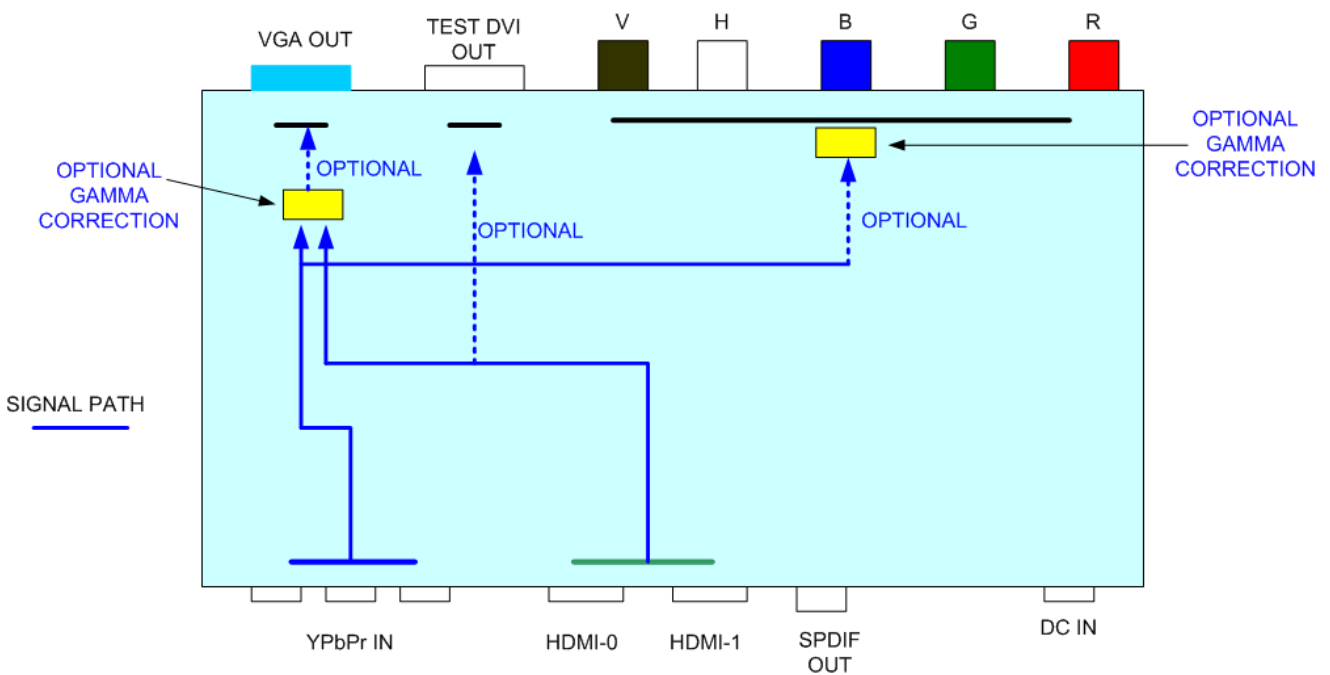 VGA OUT
TEST DVI
OUT
V
H
B
G
R
OPTIONAL
GAMMA
CORRECTION
OPTIONAL
OPTIONAL
OPTIONAL
OPTIONAL
GAMMA
CORRECTION
SIGNAL PATH
YPbPr IN
HDMI-0
HDMI-1
SPDIF
OUT
DC IN